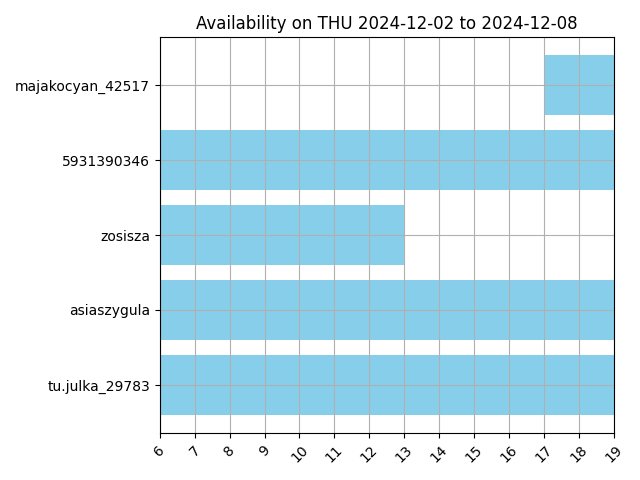 Availability on THU 2024-12-02 to 2024-12-08
majakocyan_42517
5931390346
zosisza
asiaszygula
tu.julka_29783
6 7 8 9 10 11 12 13 14 15 16 17 18 19